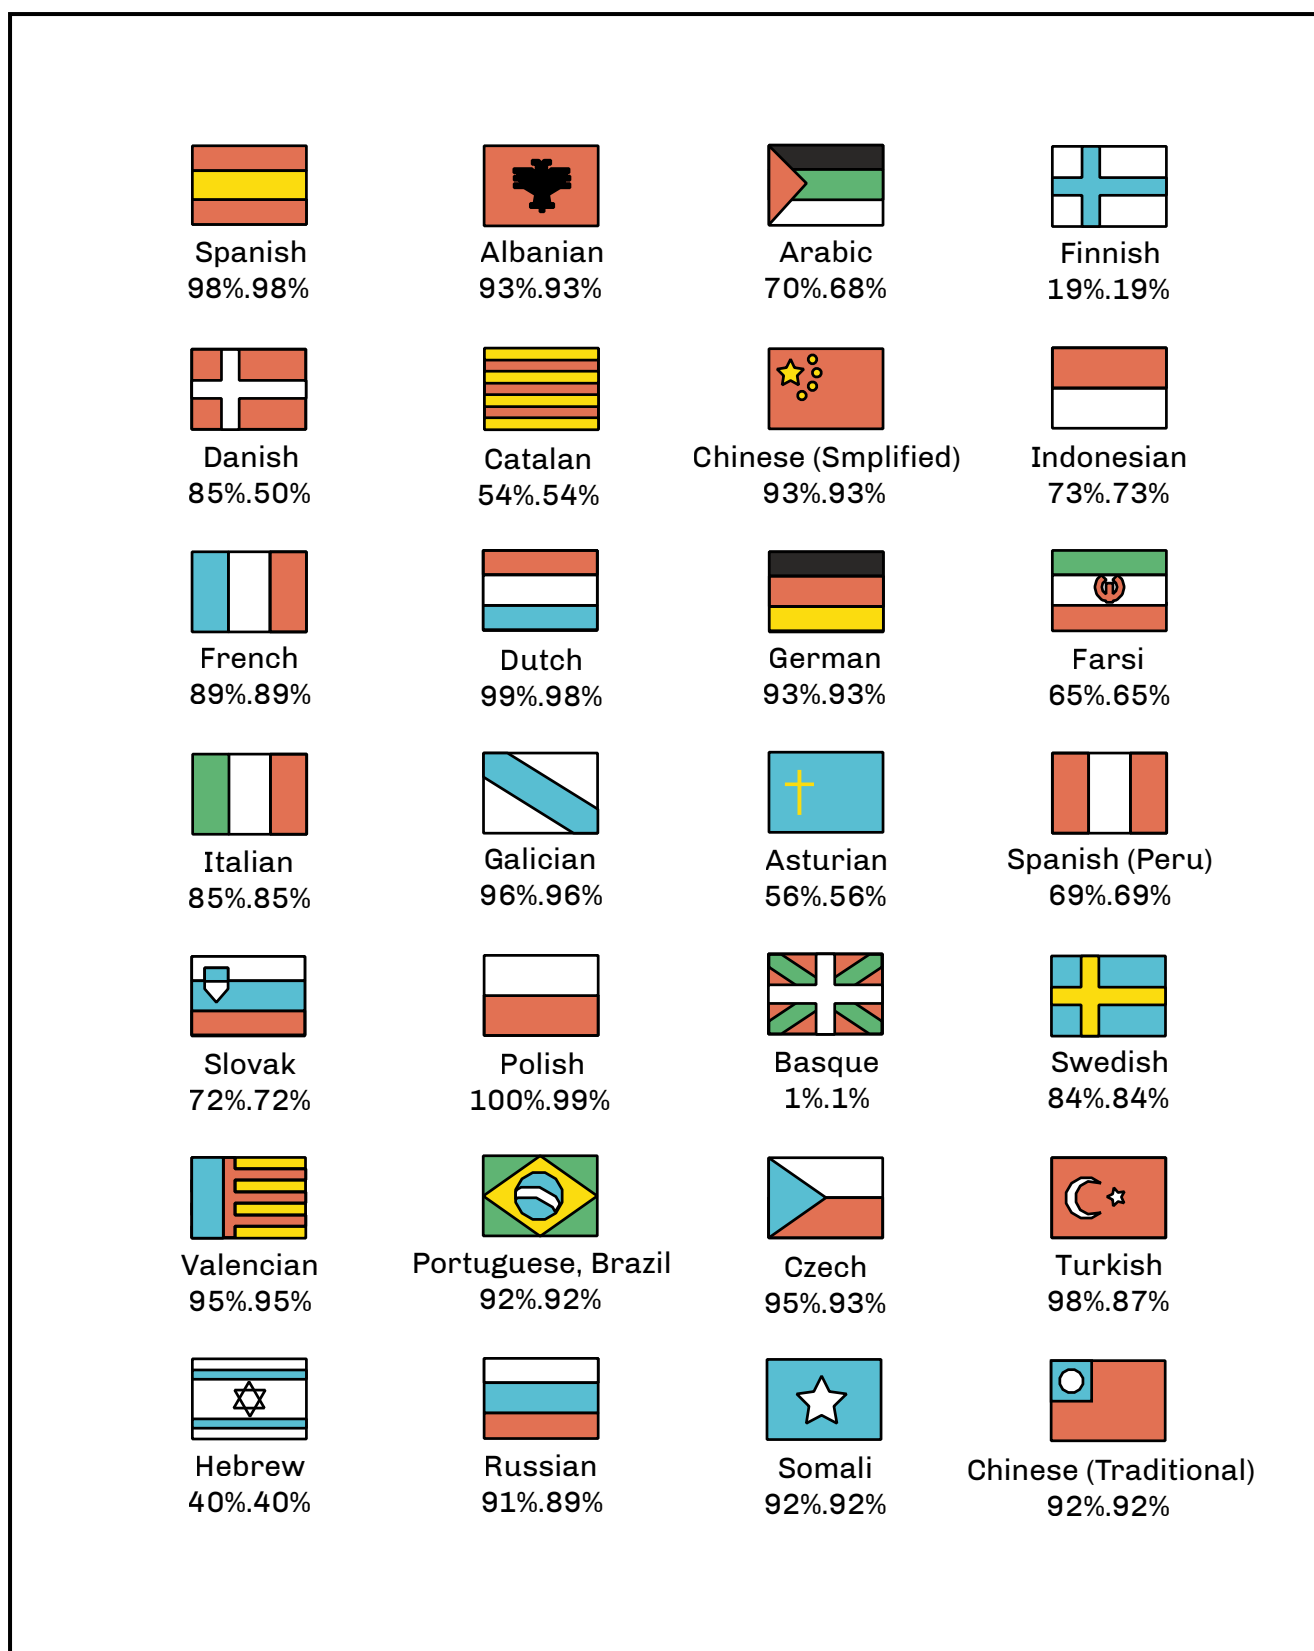 Spanish
98%.98%
Albanian
93%.93%
Arabic
70%.68%
Finnish
19%.19%
Danish
85%.50%
Catalan
54%.54%
Chinese (Smplified)
93%.93%
Indonesian
73%.73%
French
89%.89%
Dutch
99%.98%
German
93%.93%
Farsi
65%.65%
Italian
85%.85%
Galician
96%.96%
Asturian
56%.56%
Spanish (Peru)
69%.69%
Slovak
72%.72%
Polish
100%.99%
Basque
1%.1%
Swedish
84%.84%
Valencian
95%.95%
Portuguese, Brazil
92%.92%
Czech
95%.93%
Turkish
98%.87%
Hebrew
40%.40%
Russian
91%.89%
Somali
92%.92%
Chinese (Traditional)
92%.92%